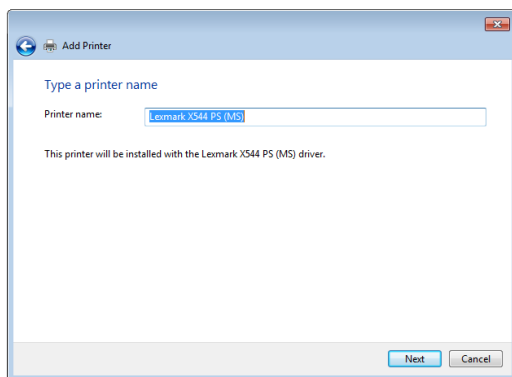 Add Printer
Type a printer name
Printer name: Lexmark X544 PS (MS)
This printer will be installed with the Lexmark X544 PS (MS) driver.
Next Cancel